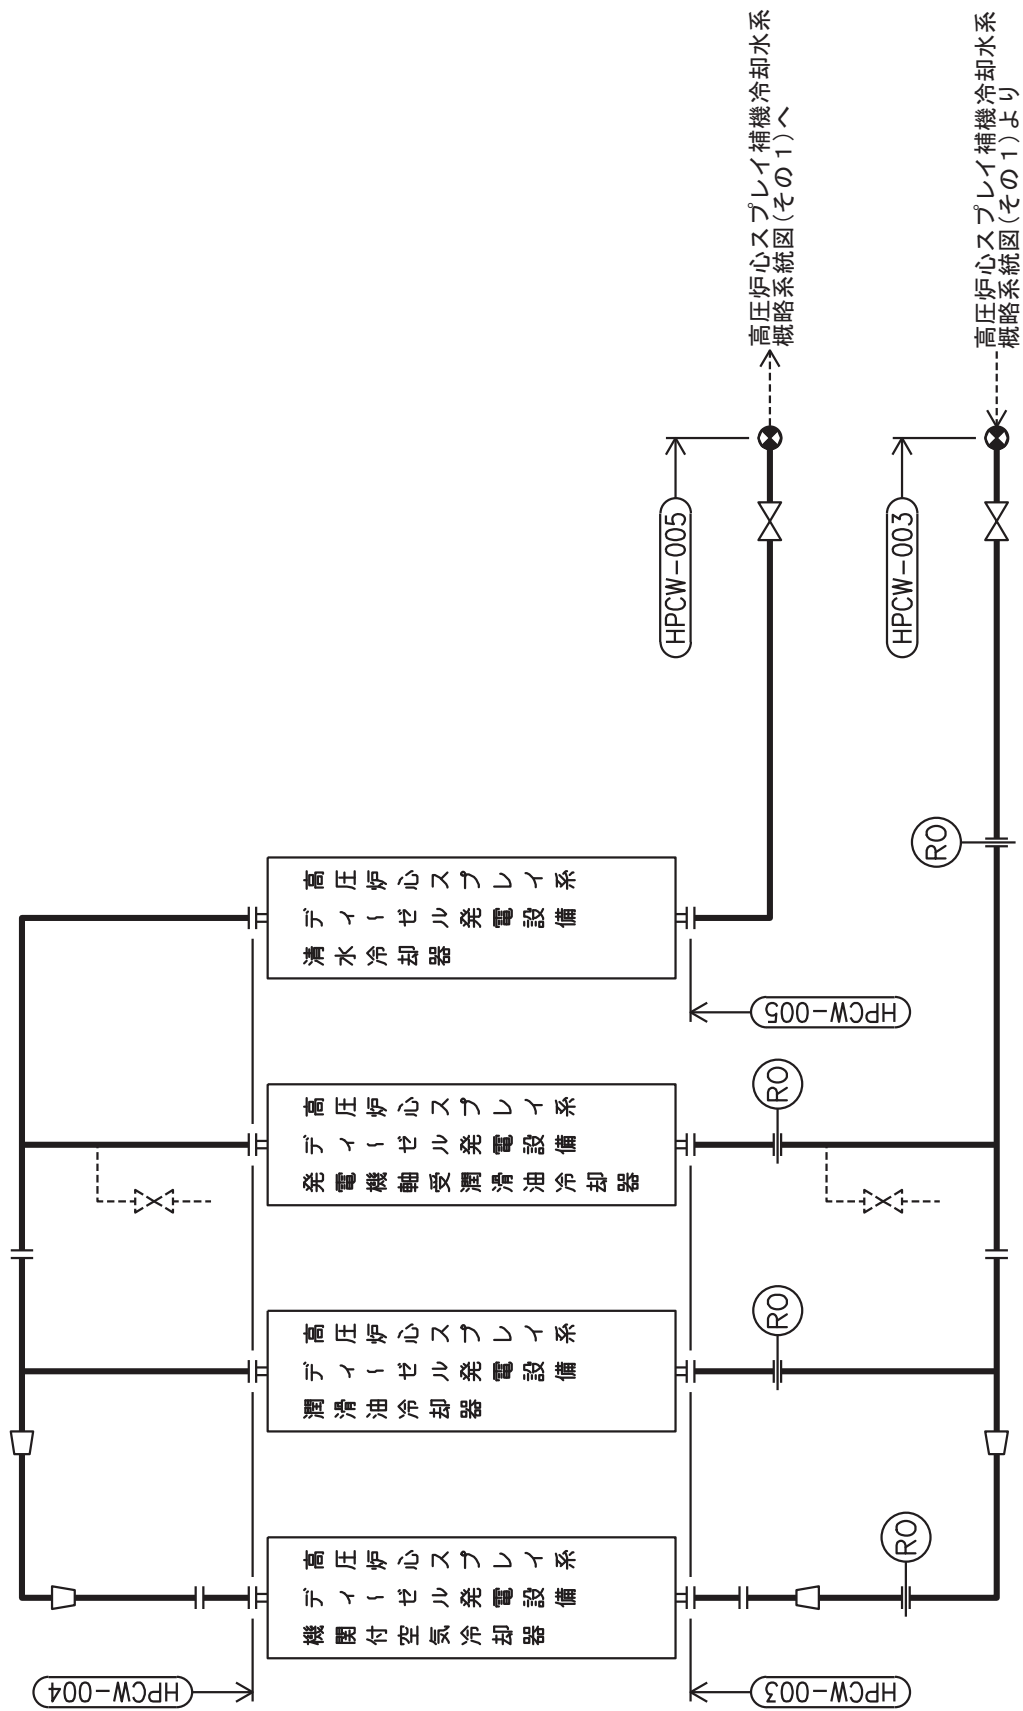 高圧炉心スプレイ補機冷却水系
概略系統図(その1)へ
高圧炉心スプレイ補機冷却水系
概略系統図(その1)より
HPCW-005
HPCW-003
RO
高圧炉心スプレイ系
ディーゼル発電設備
清水冷却器
HPCW-005
RO
高圧炉心スプレイ系
ディーゼル発電設備
発電機軸受潤滑油冷却器
RO
高圧炉心スプレイ系
ディーゼル発電設備
潤滑油冷却器
RO
高圧炉心スプレイ系
ディーゼル発電設備
機関付空気冷却器
HPCW-004
HPCW-003